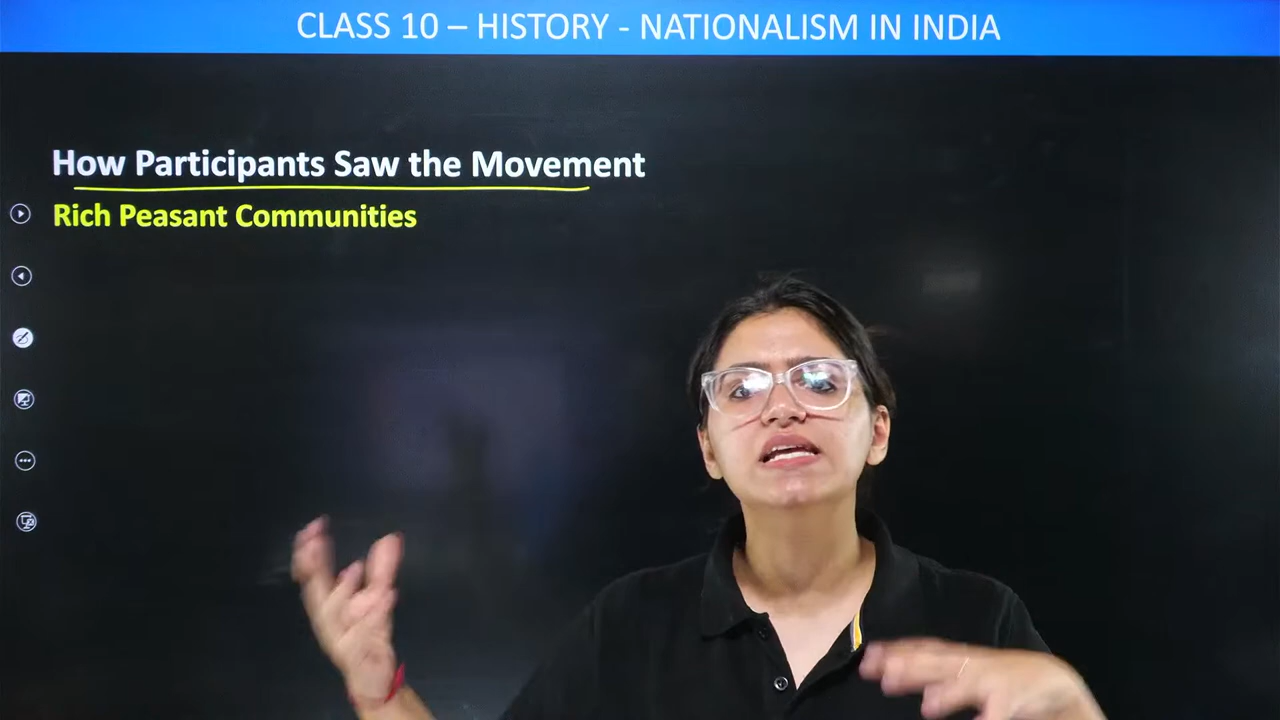 CLASS 10 – HISTORY - NATIONALISM IN INDIA
How Participants Saw the Movement
Rich Peasant Communities